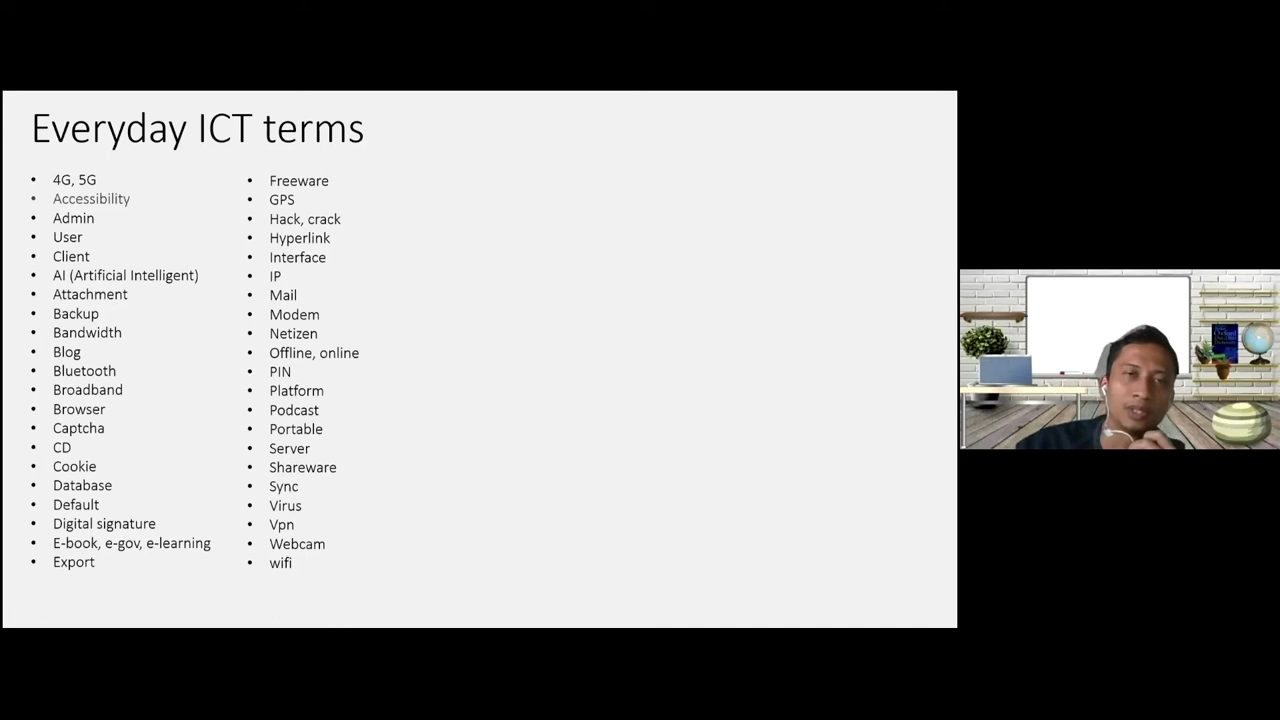 Everyday ICT terms
• 4G, 5G
• Accessibility
• Admin
• User
• Client
• AI (Artificial Intelligent)
• Attachment
• Backup
• Bandwidth
• Blog
• Bluetooth
• Broadband
• Browser
• Captcha
• CD
• Cookie
• Database
• Default
• Digital signature
• E-book, e-gov, e-learning
• Export
• Freeware
• GPS
• Hack, crack
• Hyperlink
• Interface
• IP
• Mail
• Modem
• Netizen
• Offline, online
• PIN
• Platform
• Podcast
• Portable
• Server
• Shareware
• Sync
• Virus
• Vpn
• Webcam
• wifi